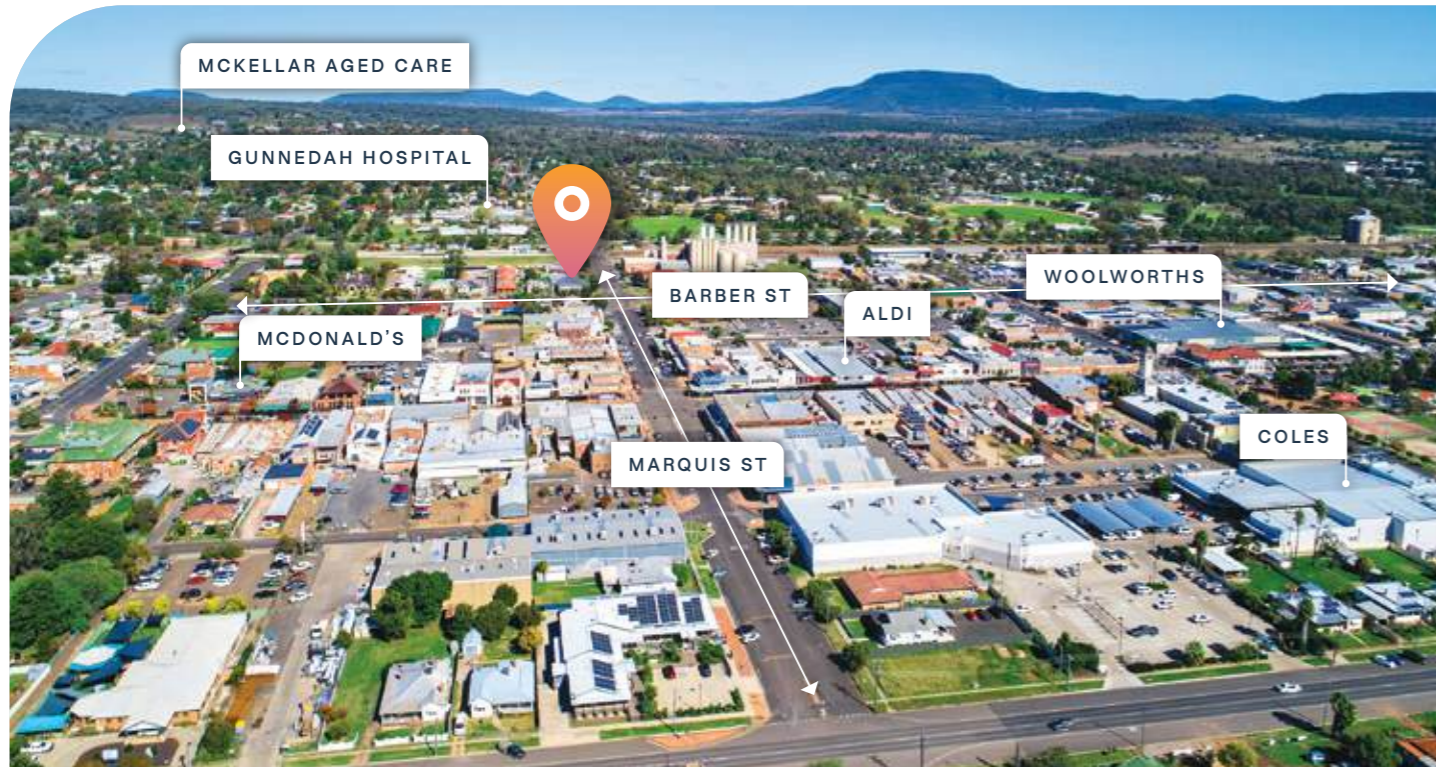 MCKELLAR AGED CARE
GUNNEDAH HOSPITAL
WOOLWORTHS
BARBER ST
ALDI
MCDONALD'S
COLES
MARQUIS ST